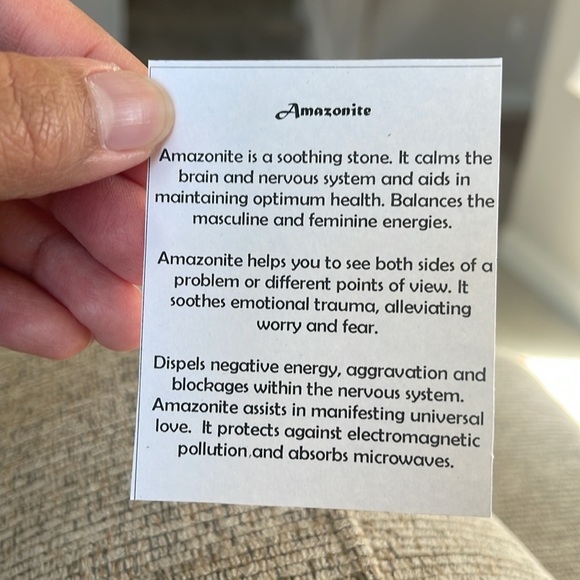 Amazonite
Amazonite is a soothing stone. It calms the
brain and nervous system and aids in
maintaining optimum health. Balances the
masculine and feminine energies.
Amazonite helps you to see both sides of a
problem or different points of view. It
soothes emotional trauma, alleviating
worry and fear.
Dispels negative energy, aggravation and
blockages within the nervous system.
Amazonite assists in manifesting universal
love.  It protects against electromagnetic
pollution and absorbs microwaves.